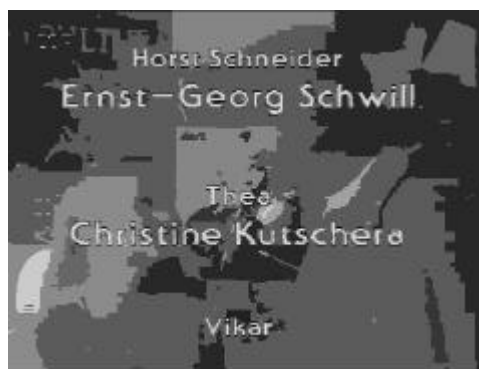 Horst Schneider
Ernst-Georg Schwill
Thea
Christine Kutschera
Vikar